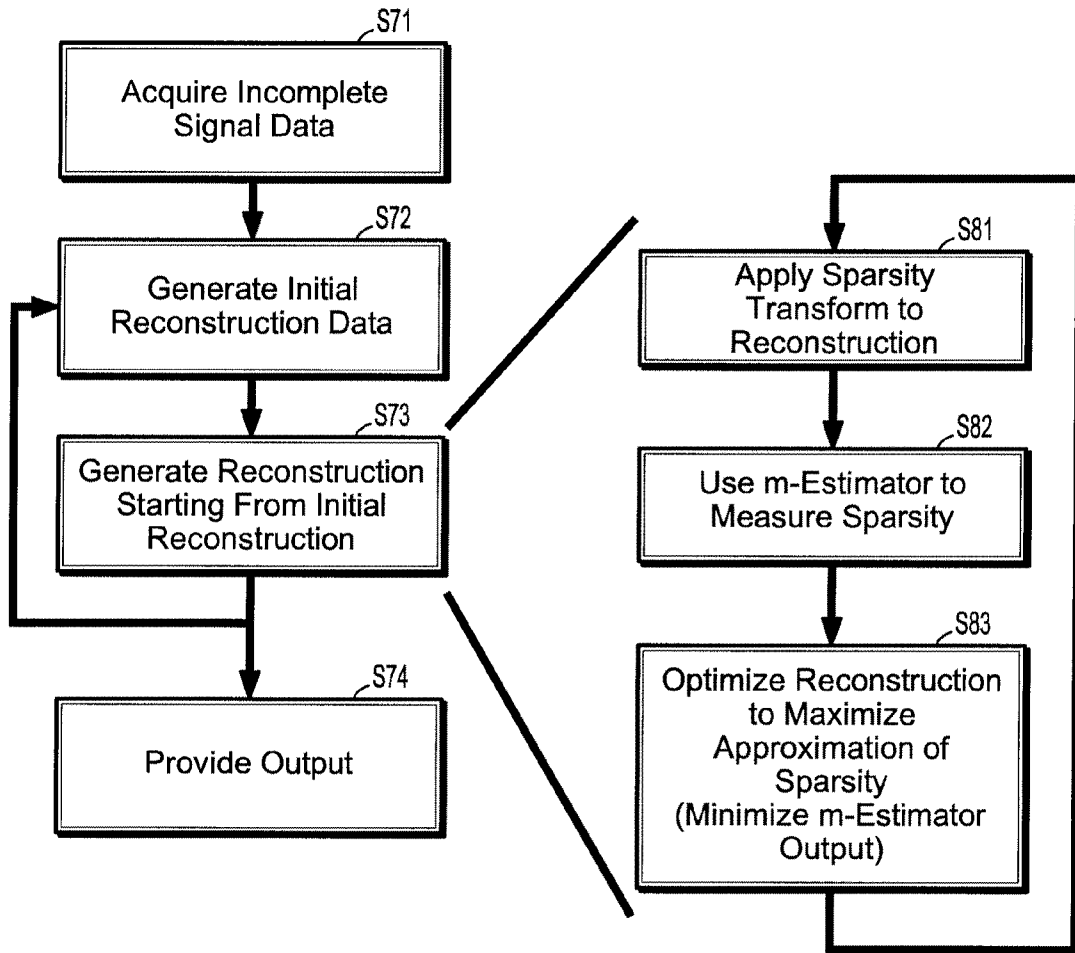 S71
Acquire Incomplete
Signal Data
S72
Generate Initial
Reconstruction Data
S73
Generate Reconstruction
Starting From Initial
Reconstruction
S74
Provide Output
S81
Apply Sparsity
Transform to
Reconstruction
S82
Use m-Estimator to
Measure Sparsity
S83
Optimize Reconstruction
to Maximize
Approximation of
Sparsity
(Minimize m-Estimator
Output)